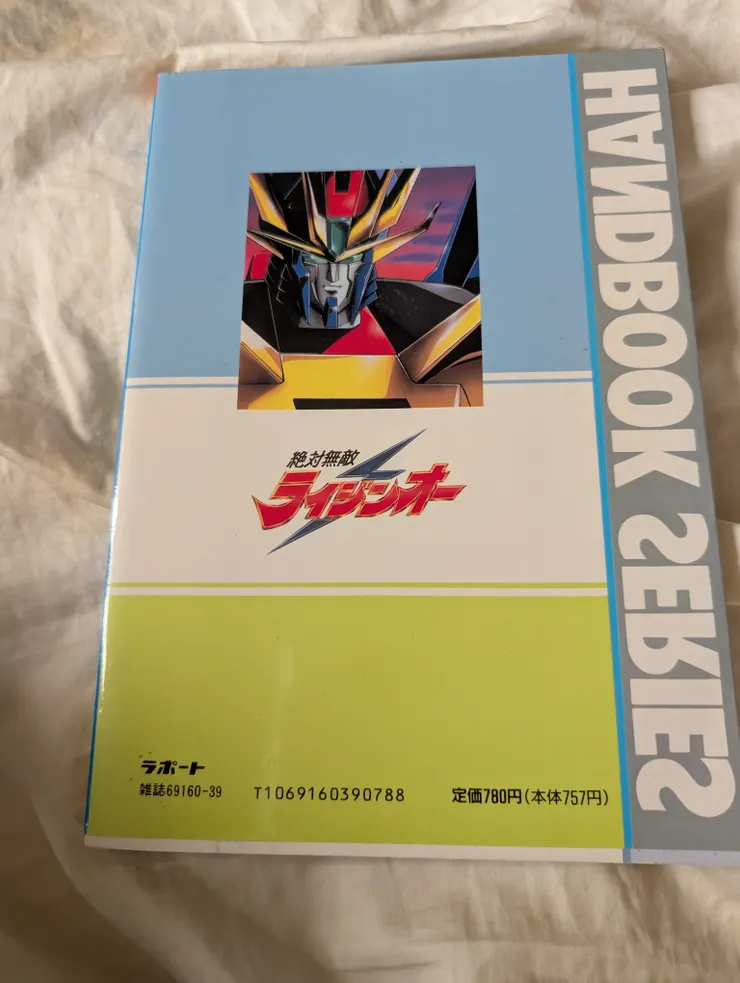 HANDBOOK SERIES
絶対無敵
ライジンオー
ラポート
雑誌69160-39
T1069160390788
定価780円(本体757円)